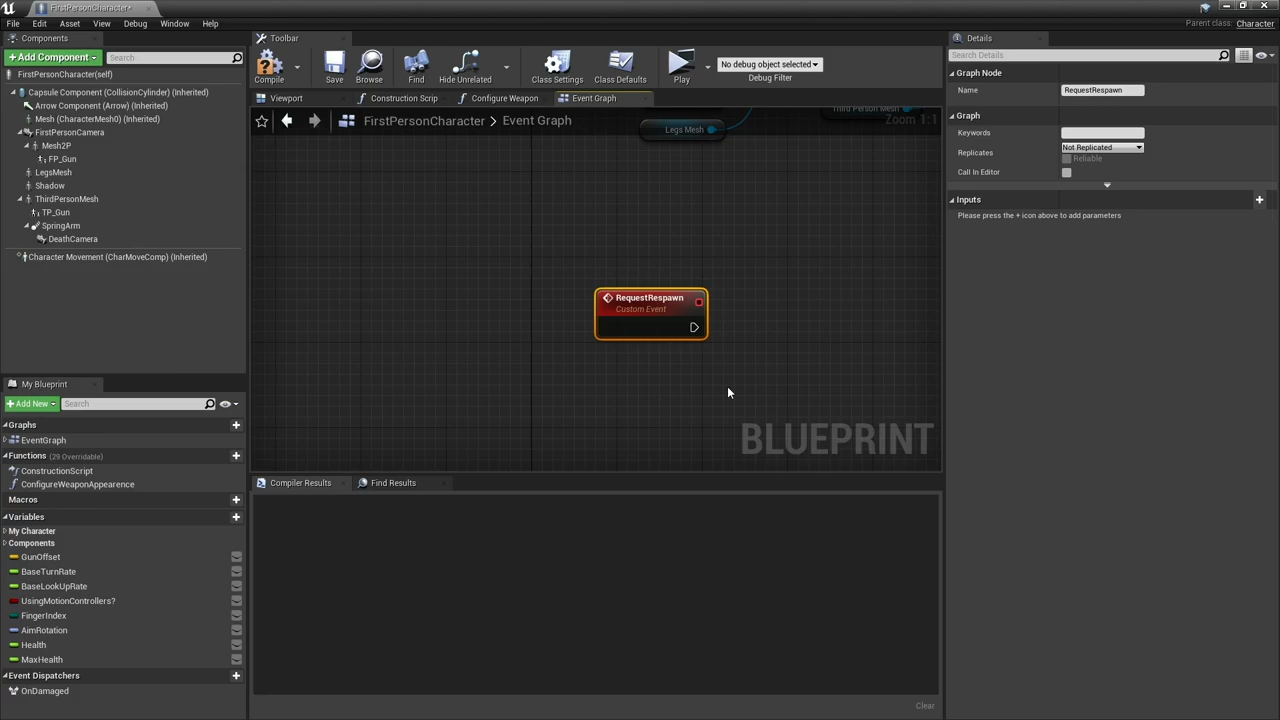 FirstPersonCharacter*
File Edit Asset View Debug Window Help
Parent class: Character
Components
+Add Component
Search
FirstPersonCharacter(self)
Capsule Component (CollisionCylinder) (Inherited)
Arrow Component (Arrow) (Inherited)
Mesh (CharacterMesh0) (Inherited)
FirstPersonCamera
Mesh2P
FP_Gun
LegsMesh
Shadow
ThirdPersonMesh
TP_Gun
SpringArm
DeathCamera
Character Movement (CharMoveComp) (Inherited)
My Blueprint
+Add New
Search
Graphs
EventGraph
Functions (29 Overridable)
ConstructionScript
ConfigureWeaponAppearence
Macros
Variables
My Character
Components
GunOffset
BaseTurnRate
BaseLookUpRate
UsingMotionControllers?
FingerIndex
AimRotation
Health
MaxHealth
Event Dispatchers
OnDamaged
Toolbar
Compile Save Browse Find Hide Unrelated Class Settings Class Defaults Play
No debug object selected
Debug Filter
Viewport Construction Scrip Configure Weapon Event Graph
FirstPersonCharacter > Event Graph
Third Person Mesh
Zoom 1:1
Legs Mesh
RequestRespawn
Custom Event
BLUEPRINT
Compiler Results Find Results
Clear
Details
Search Details
Graph Node
Name RequestRespawn
Graph
Keywords
Replicates Not Replicated
Reliable
Call In Editor
Inputs
Please press the + icon above to add parameters